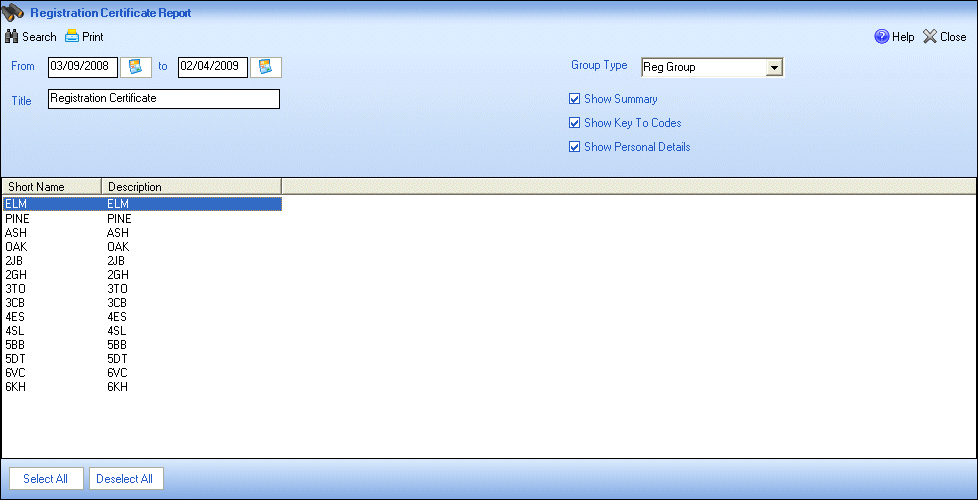 Registration Certificate Report
Search Print Help Close
From 03/09/2008 to 02/04/2009 Group Type Reg Group
Title Registration Certificate Show Summary
Show Key To Codes
Show Personal Details
Short Name Description
ELM ELM
PINE PINE
ASH ASH
OAK OAK
2JB 2JB
2GH 2GH
3TO 3TO
3CB 3CB
4ES 4ES
4SL 4SL
5BB 5BB
5DT 5DT
6VC 6VC
6KH 6KH
Select All Deselect All